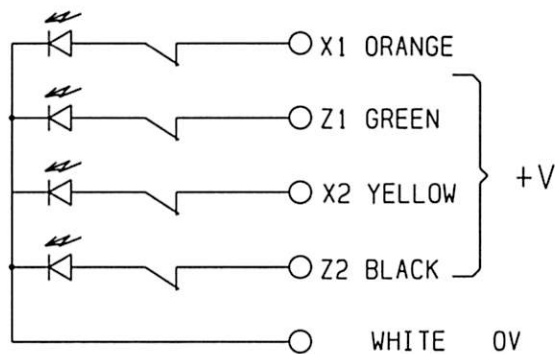 X1 ORANGE
Z1 GREEN
X2 YELLOW
+V
Z2 BLACK
WHITE 0V